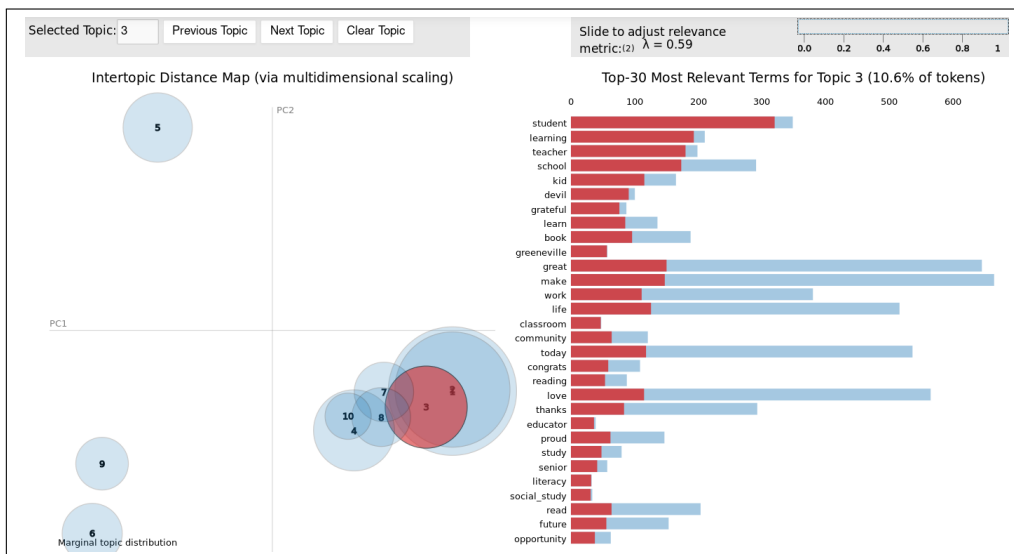 Selected Topic: 3 Previous Topic Next Topic Clear Topic
Slide to adjust relevance
metric:(2) λ = 0.59
0.0 0.2 0.4 0.6 0.8 1
Intertopic Distance Map (via multidimensional scaling)
PC2
PC1
5
7
3
10
8
4
9
6
Marginal topic distribution
Top-30 Most Relevant Terms for Topic 3 (10.6% of tokens)
0 100 200 300 400 500 600
student
learning
teacher
school
kid
devil
grateful
learn
book
greeneville
great
make
work
life
classroom
community
today
congrats
reading
love
thanks
educator
proud
study
senior
literacy
social_study
read
future
opportunity